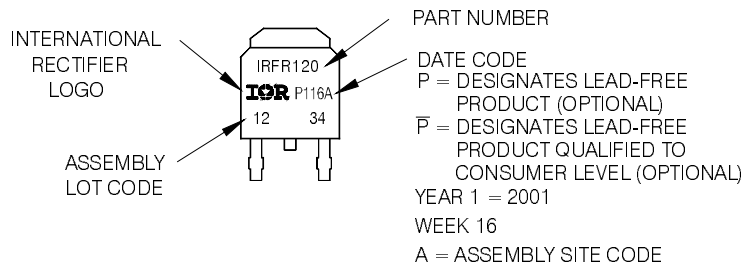 INTERNATIONAL
RECTIFIER
LOGO
ASSEMBLY
LOT CODE
IRFR120
IOR P116A
12 34
PART NUMBER
DATE CODE
P = DESIGNATES LEAD-FREE
PRODUCT (OPTIONAL)
P̅ = DESIGNATES LEAD-FREE
PRODUCT QUALIFIED TO
CONSUMER LEVEL (OPTIONAL)
YEAR 1 = 2001
WEEK 16
A = ASSEMBLY SITE CODE